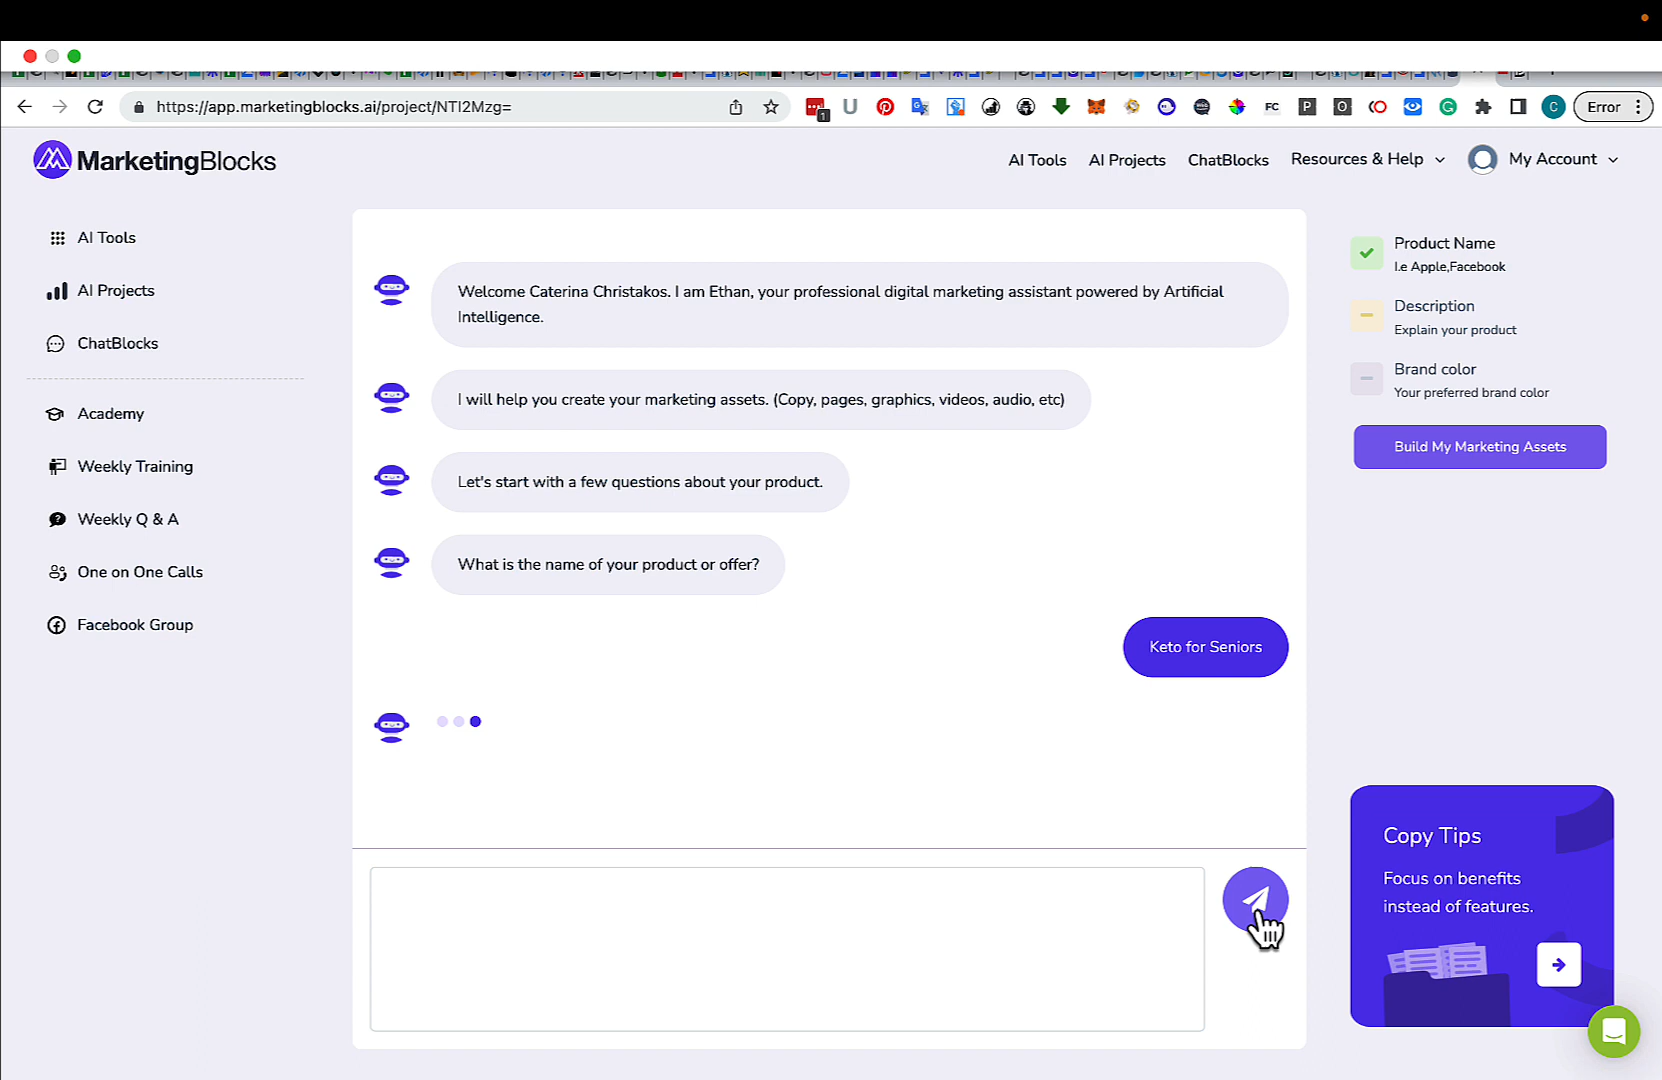 https://app.marketingblocks.ai/project/NTI2Mzg=
1
FC
P
O
C
Error
MarketingBlocks
AI Tools
AI Projects
ChatBlocks
Resources & Help
My Account
AI Tools
AI Projects
ChatBlocks
Academy
Weekly Training
Weekly Q & A
One on One Calls
Facebook Group
Welcome Caterina Christakos. I am Ethan, your professional digital marketing assistant powered by Artificial
Intelligence.
I will help you create your marketing assets. (Copy, pages, graphics, videos, audio, etc)
Let's start with a few questions about your product.
What is the name of your product or offer?
Keto for Seniors
Product Name
I.e Apple,Facebook
Description
Explain your product
Brand color
Your preferred brand color
Build My Marketing Assets
Copy Tips
Focus on benefits
instead of features.